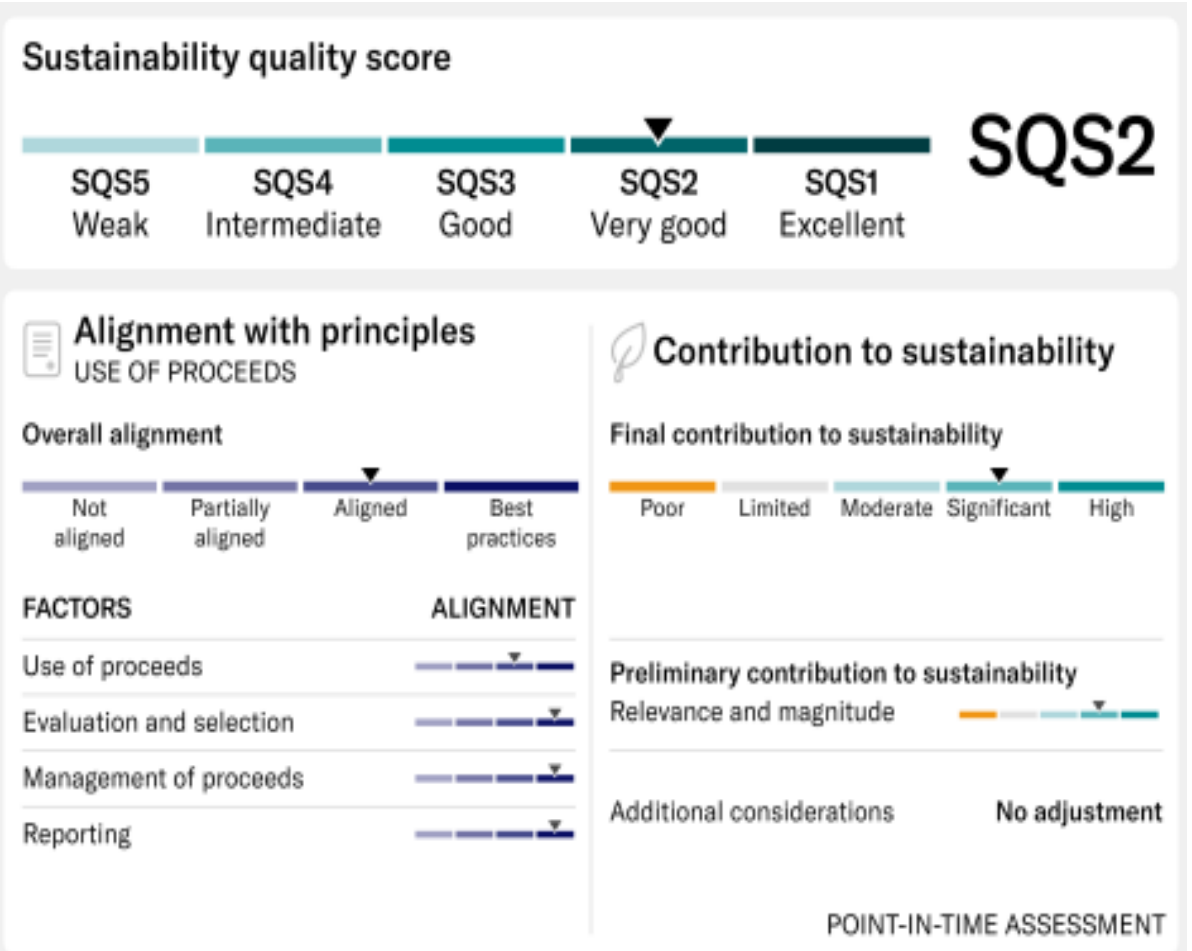 Sustainability quality score
SQS2
SQS5 SQS4 SQS3 SQS2 SQS1
Weak Intermediate Good Very good Excellent
Alignment with principles
USE OF PROCEEDS
Overall alignment
Not aligned
Partially aligned
Aligned
Best practices
FACTORS ALIGNMENT
Use of proceeds
Evaluation and selection
Management of proceeds
Reporting
Contribution to sustainability
Final contribution to sustainability
Poor Limited Moderate Significant High
Preliminary contribution to sustainability
Relevance and magnitude
Additional considerations No adjustment
POINT-IN-TIME ASSESSMENT